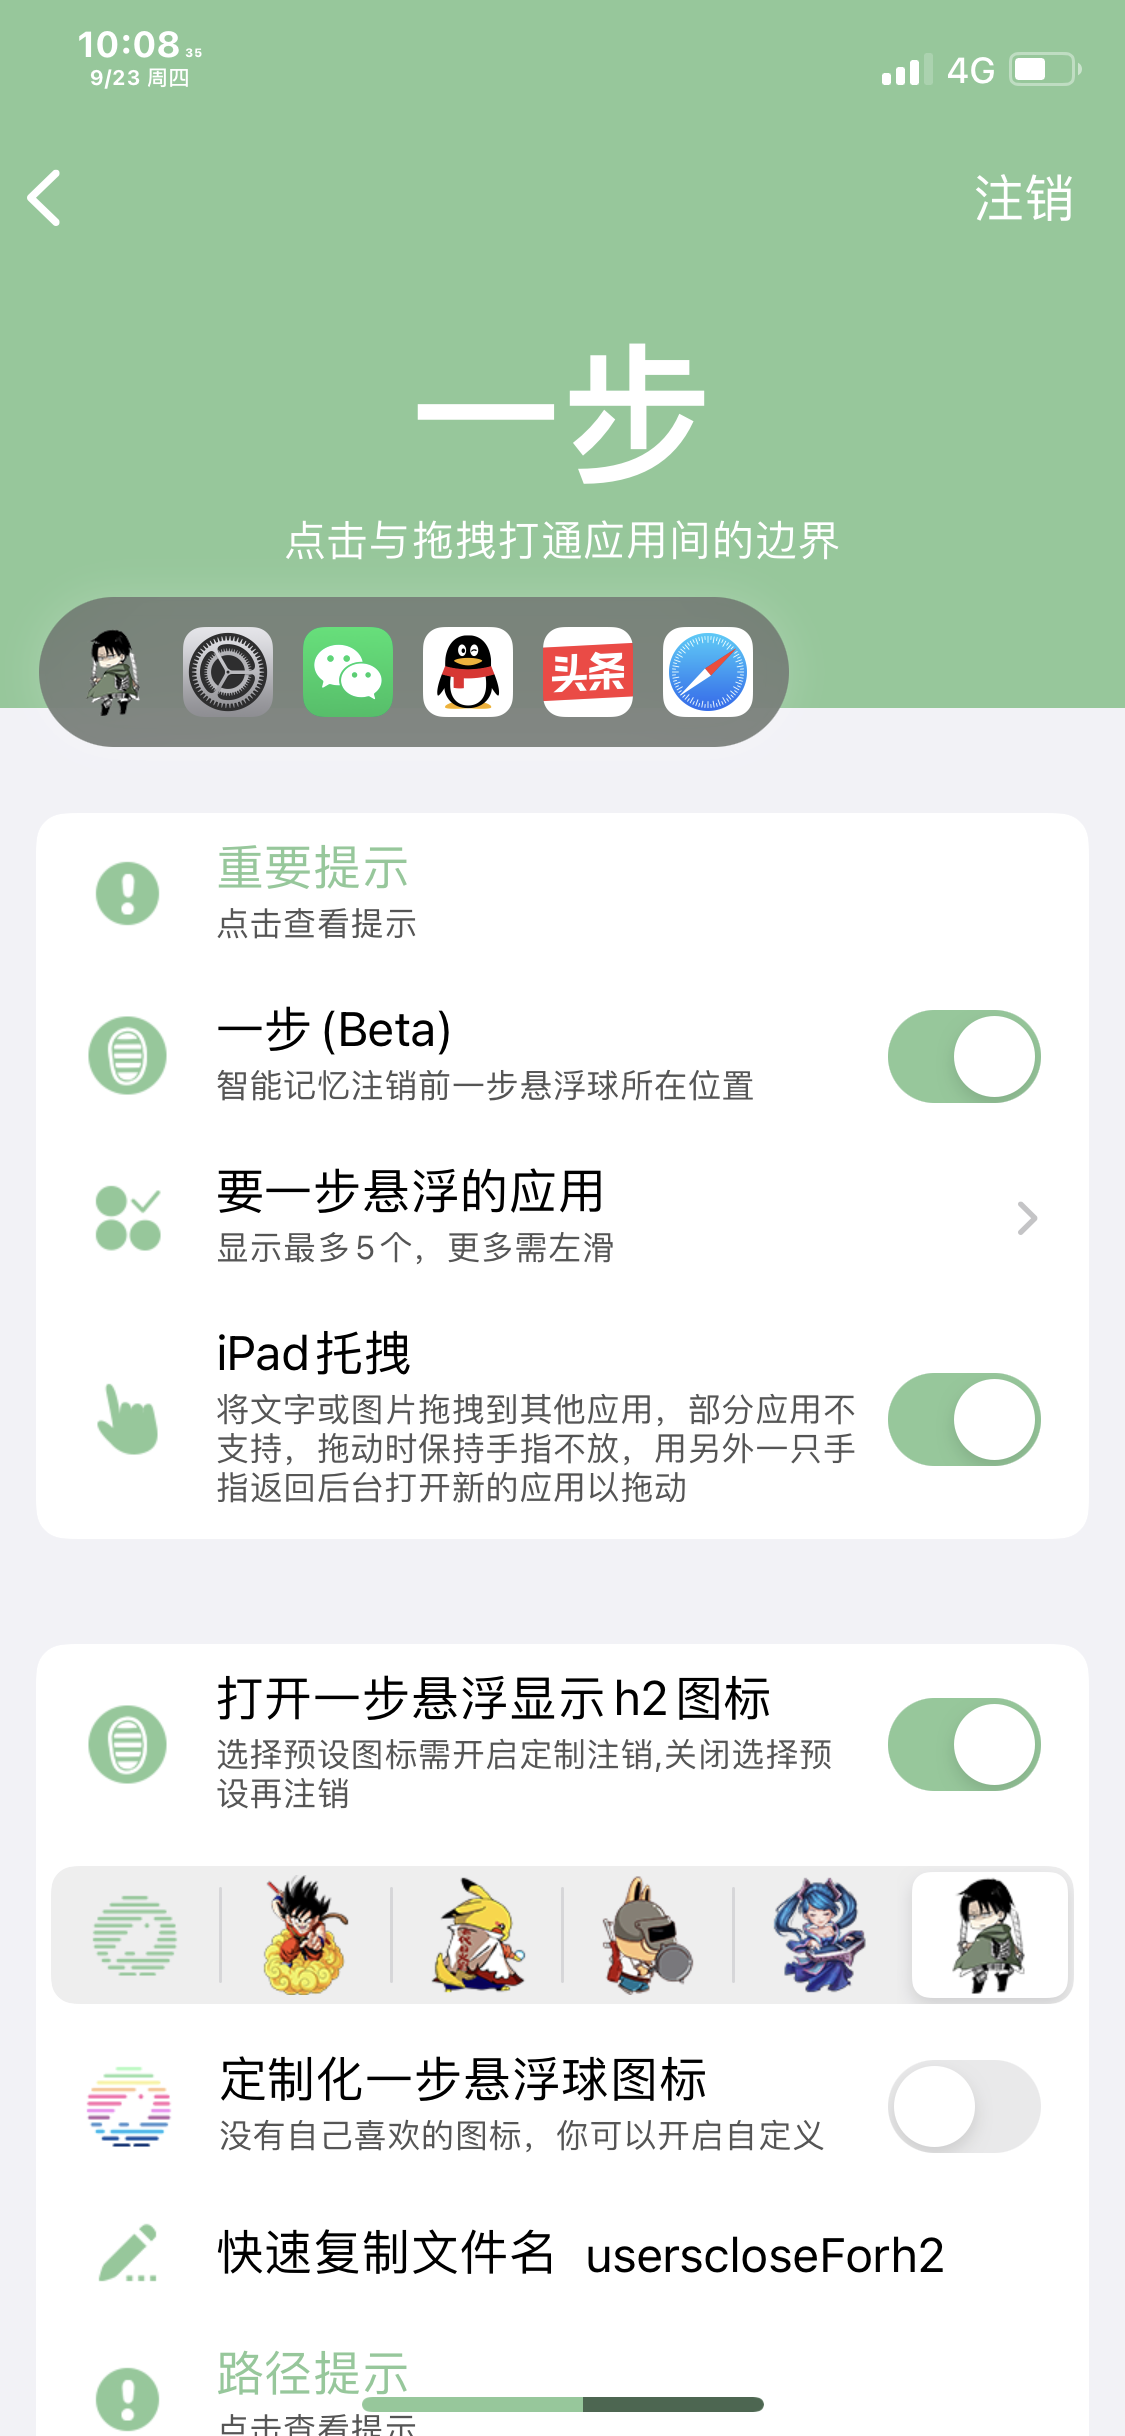 10:08 35
9/23 周四
4G
注销
一步
点击与拖拽打通应用间的边界
头条
重要提示
点击查看提示
一步 (Beta)
智能记忆注销前一步悬浮球所在位置
要一步悬浮的应用
显示最多 5 个，更多需左滑
iPad 托拽
将文字或图片拖拽到其他应用，部分应用不
支持，拖动时保持手指不放，用另外一只手
指返回后台打开新的应用以拖动
打开一步悬浮显示 h2 图标
选择预设图标需开启定制注销,关闭选择预
设再注销
定制化一步悬浮球图标
没有自己喜欢的图标，你可以开启自定义
快速复制文件名 userscloseForh2
路径提示
点击查看提示